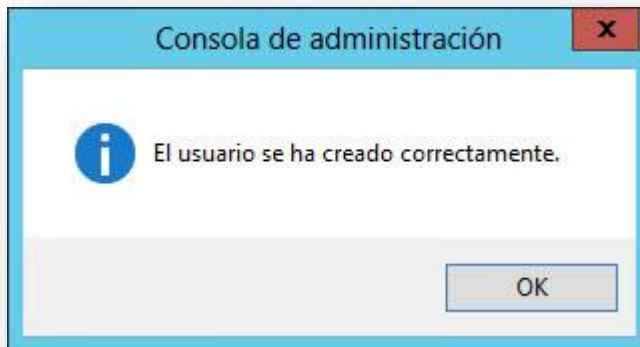 Consola de administración
El usuario se ha creado correctamente.
OK